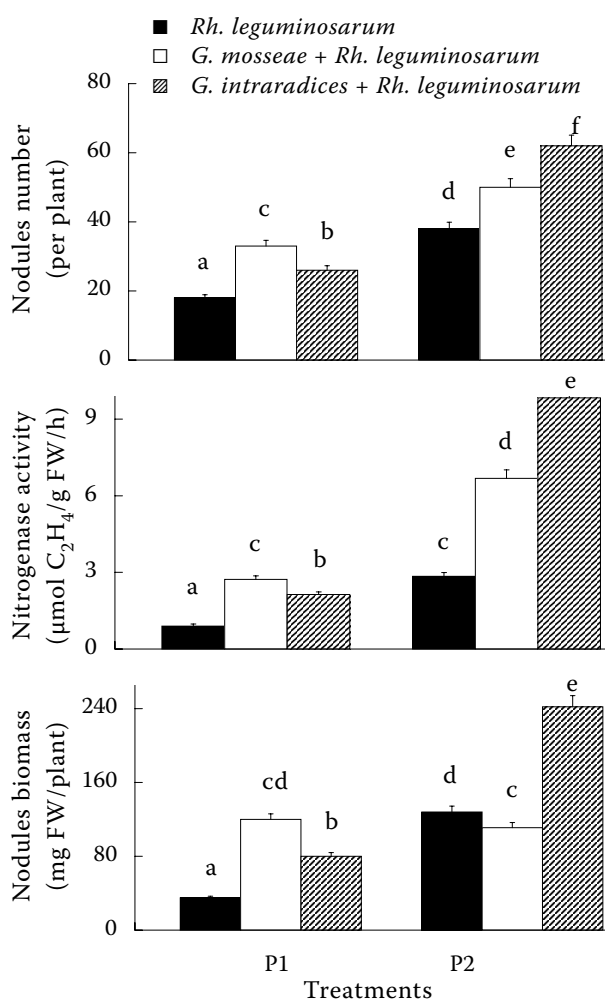 Rh. leguminosarum
G. mosseae + Rh. leguminosarum
G. intraradices + Rh. leguminosarum
Nodules number
(per plant)
80
60
40
20
0
a
c
b
d
e
f
Nitrogenase activity
(μmol C₂H₄/g FW/h)
9
6
3
0
a
c
b
c
d
e
Nodules biomass
(mg FW/plant)
240
160
80
0
a
cd
b
d
c
e
P1 P2
Treatments